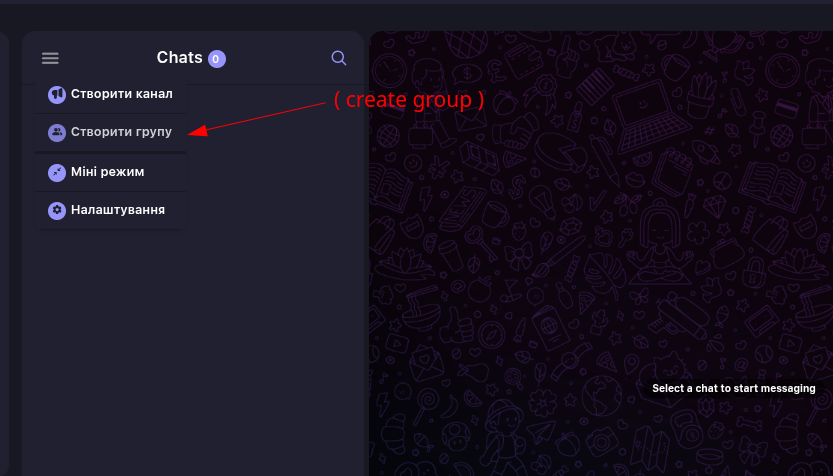 Chats 0
Створити канал
( create group )
Створити групу
Міні режим
Налаштування
Select a chat to start messaging